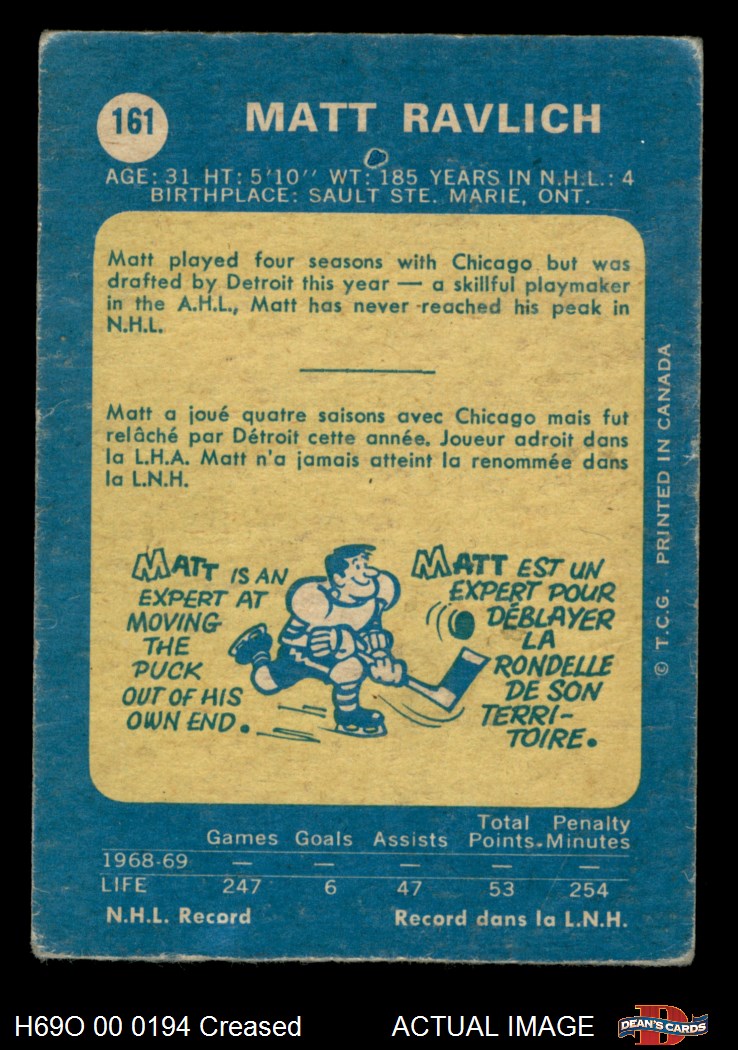 161
MATT RAVLICH
AGE: 31 HT: 5'10" WT: 185 YEARS IN N.H.L.: 4
BIRTHPLACE: SAULT STE. MARIE, ONT.
Matt played four seasons with Chicago but was
drafted by Detroit this year — a skillful playmaker
in the A.H.L., Matt has never reached his peak in
N.H.L.
Matt a joué quatre saisons avec Chicago mais fut
relâché par Détroit cette année. Joueur adroit dans
la L.H.A. Matt n'a jamais atteint la renommée dans
la L.N.H.
MATT IS AN
EXPERT AT
MOVING
THE
PUCK
OUT OF HIS
OWN END.
MATT EST UN
EXPERT POUR
DÉBLAYER
LA
RONDELLE
DE SON
TERRI-
TOIRE.
© T.C.G. PRINTED IN CANADA
Games Goals Assists Total Points Penalty Minutes
1968-69 — — — — —
LIFE 247 6 47 53 254
N.H.L. Record Record dans la L.N.H.
H69O 00 0194 Creased ACTUAL IMAGE
D
DEAN'S CARDS